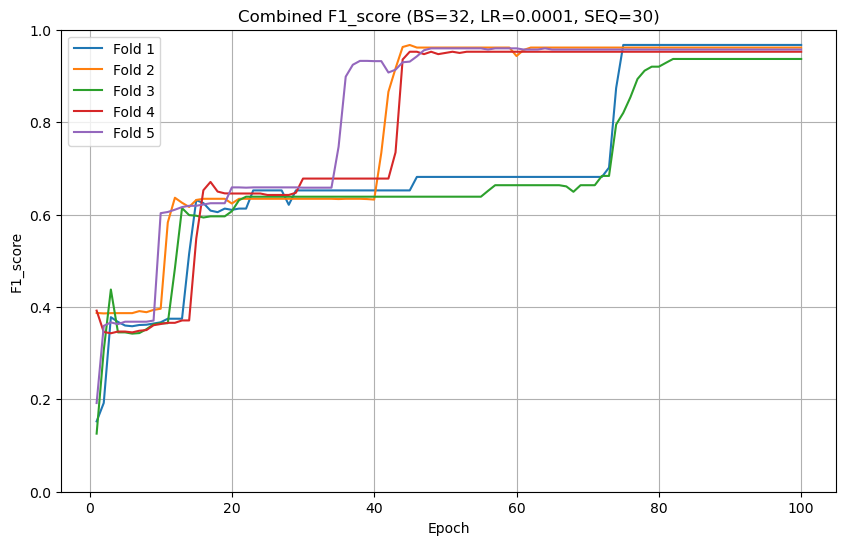 Combined F1_score (BS=32, LR=0.0001, SEQ=30)
Fold 1
Fold 2
Fold 3
Fold 4
Fold 5
F1_score
1.0
0.8
0.6
0.4
0.2
0.0
0 20 40 60 80 100
Epoch